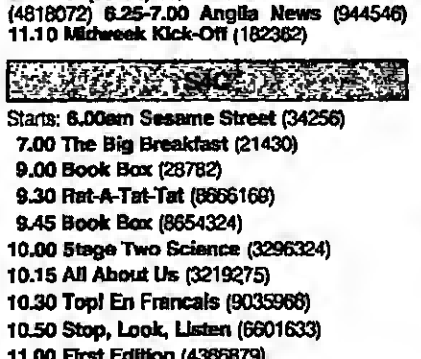 (4818072) 6.25-7.00 Anglia News (944546)
11.10 Midweek Kick-Off (182382)
S4C
Starts: 6.00am Sesame Street (34256)
7.00 The Big Breakfast (21430)
9.00 Book Box (28782)
9.30 Rat-A-Tat-Tat (8666169)
9.45 Book Box (8654324)
10.00 Stage Two Science (3296324)
10.15 All About Us (3219275)
10.30 Top! En Francais (9035968)
10.50 Stop, Look, Listen (6601633)
11.00 First Edition (4386879)